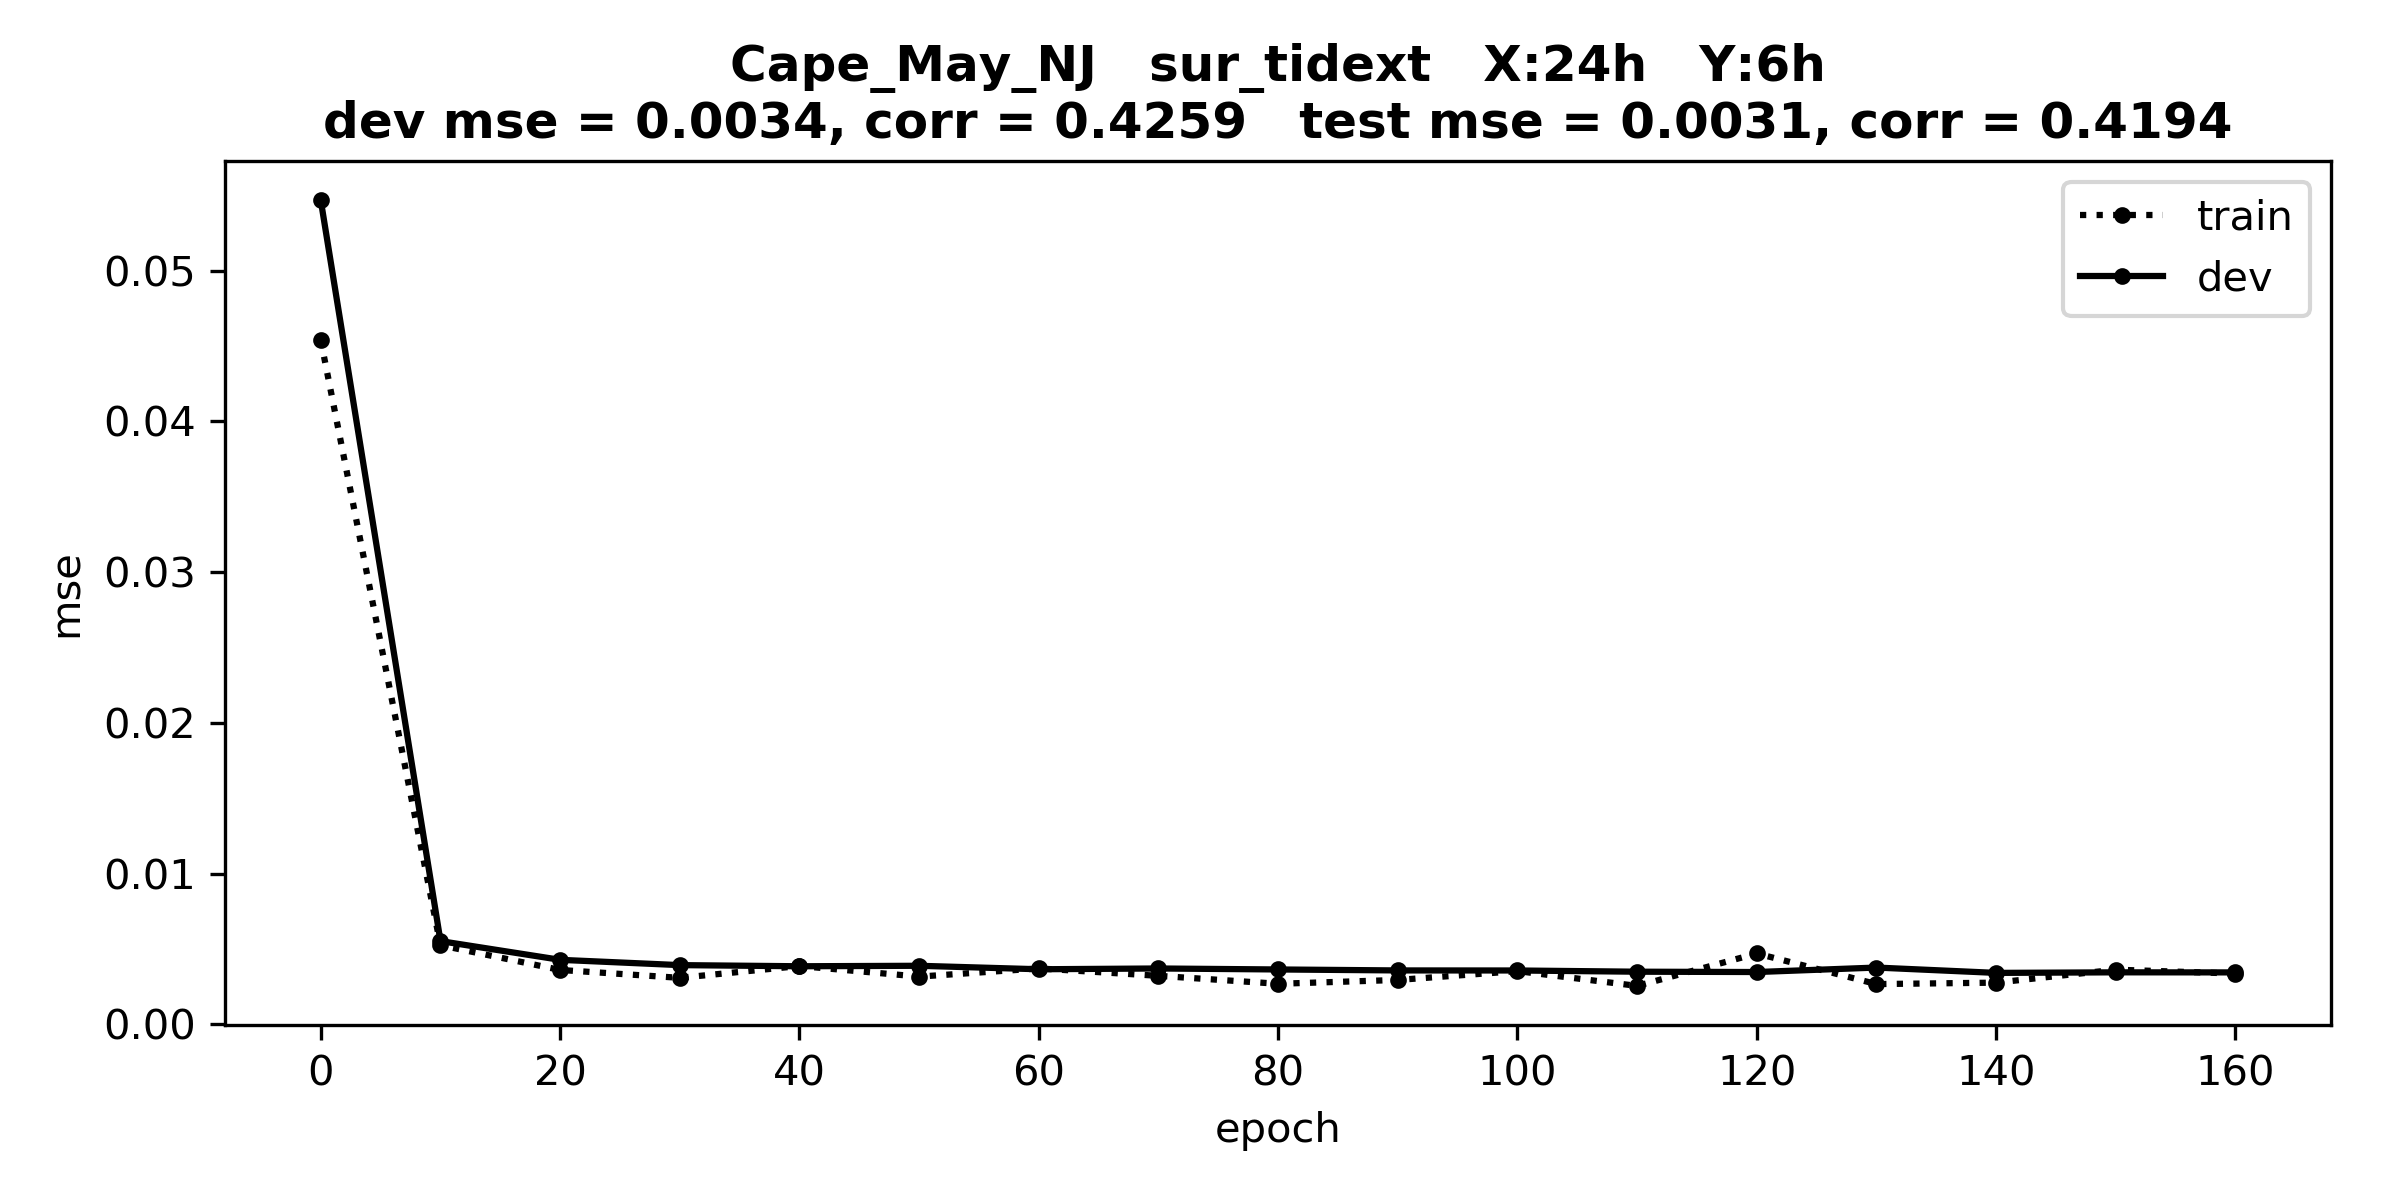 Cape_May_NJ   sur_tidext   X:24h   Y:6h
dev mse = 0.0034, corr = 0.4259   test mse = 0.0031, corr = 0.4194
train
dev
0.05
0.04
0.03
0.02
0.01
0.00
mse
0 20 40 60 80 100 120 140 160
epoch